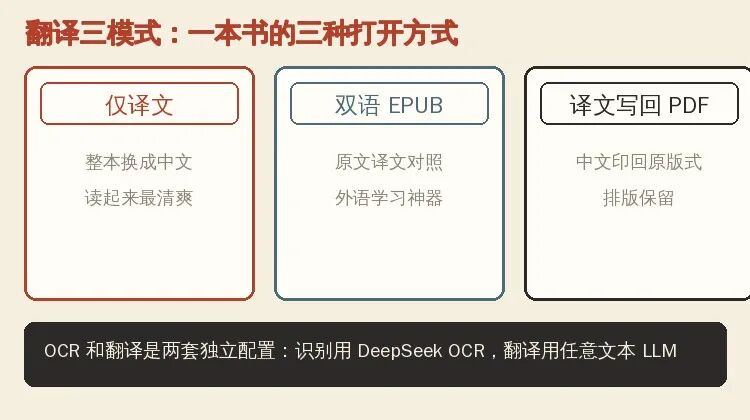 翻译三模式：一本书的三种打开方式
仅译文
整本换成中文
读起来最清爽
双语 EPUB
原文译文对照
外语学习神器
译文写回 PDF
中文印回原版式
排版保留
OCR 和翻译是两套独立配置：识别用 DeepSeek OCR，翻译用任意文本 LLM